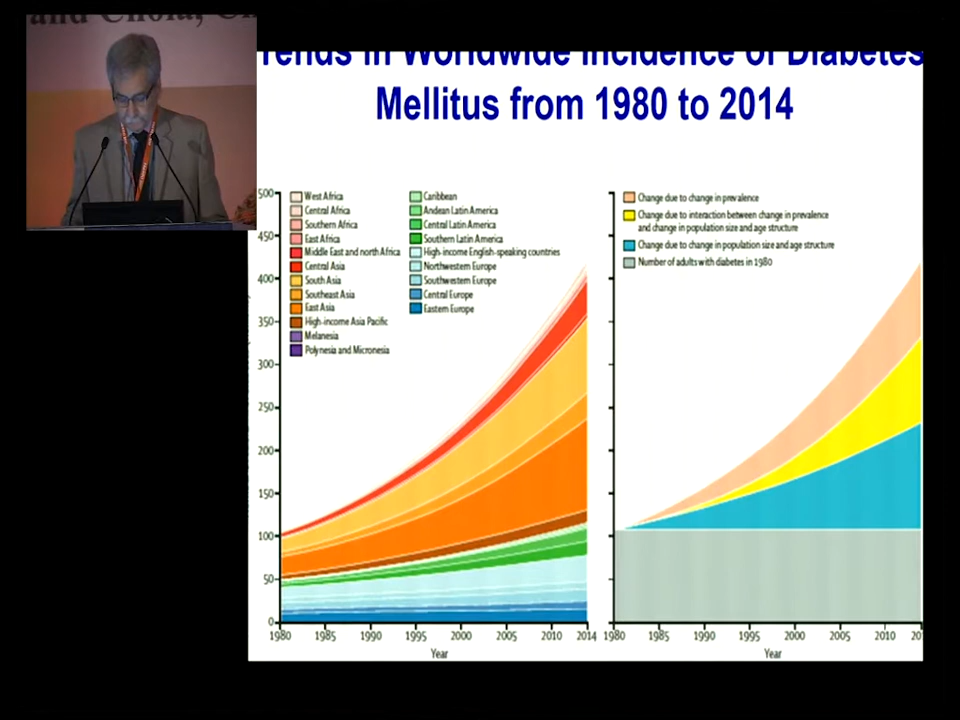 and Chola, C
Trends in Worldwide Incidence of Diabetes
Mellitus from 1980 to 2014
500
450
400
350
300
250
200
150
100
50
0
West Africa
Central Africa
Southern Africa
East Africa
Middle East and north Africa
Central Asia
South Asia
Southeast Asia
East Asia
High-income Asia Pacific
Melanesia
Polynesia and Micronesia
Caribbean
Andean Latin America
Central Latin America
Southern Latin America
High-income English-speaking countries
Northwestern Europe
Southwestern Europe
Central Europe
Eastern Europe
1980 1985 1990 1995 2000 2005 2010 2014
Year
Change due to change in prevalence
Change due to interaction between change in prevalence
and change in population size and age structure
Change due to change in population size and age structure
Number of adults with diabetes in 1980
1980 1985 1990 1995 2000 2005 2010 20
Year